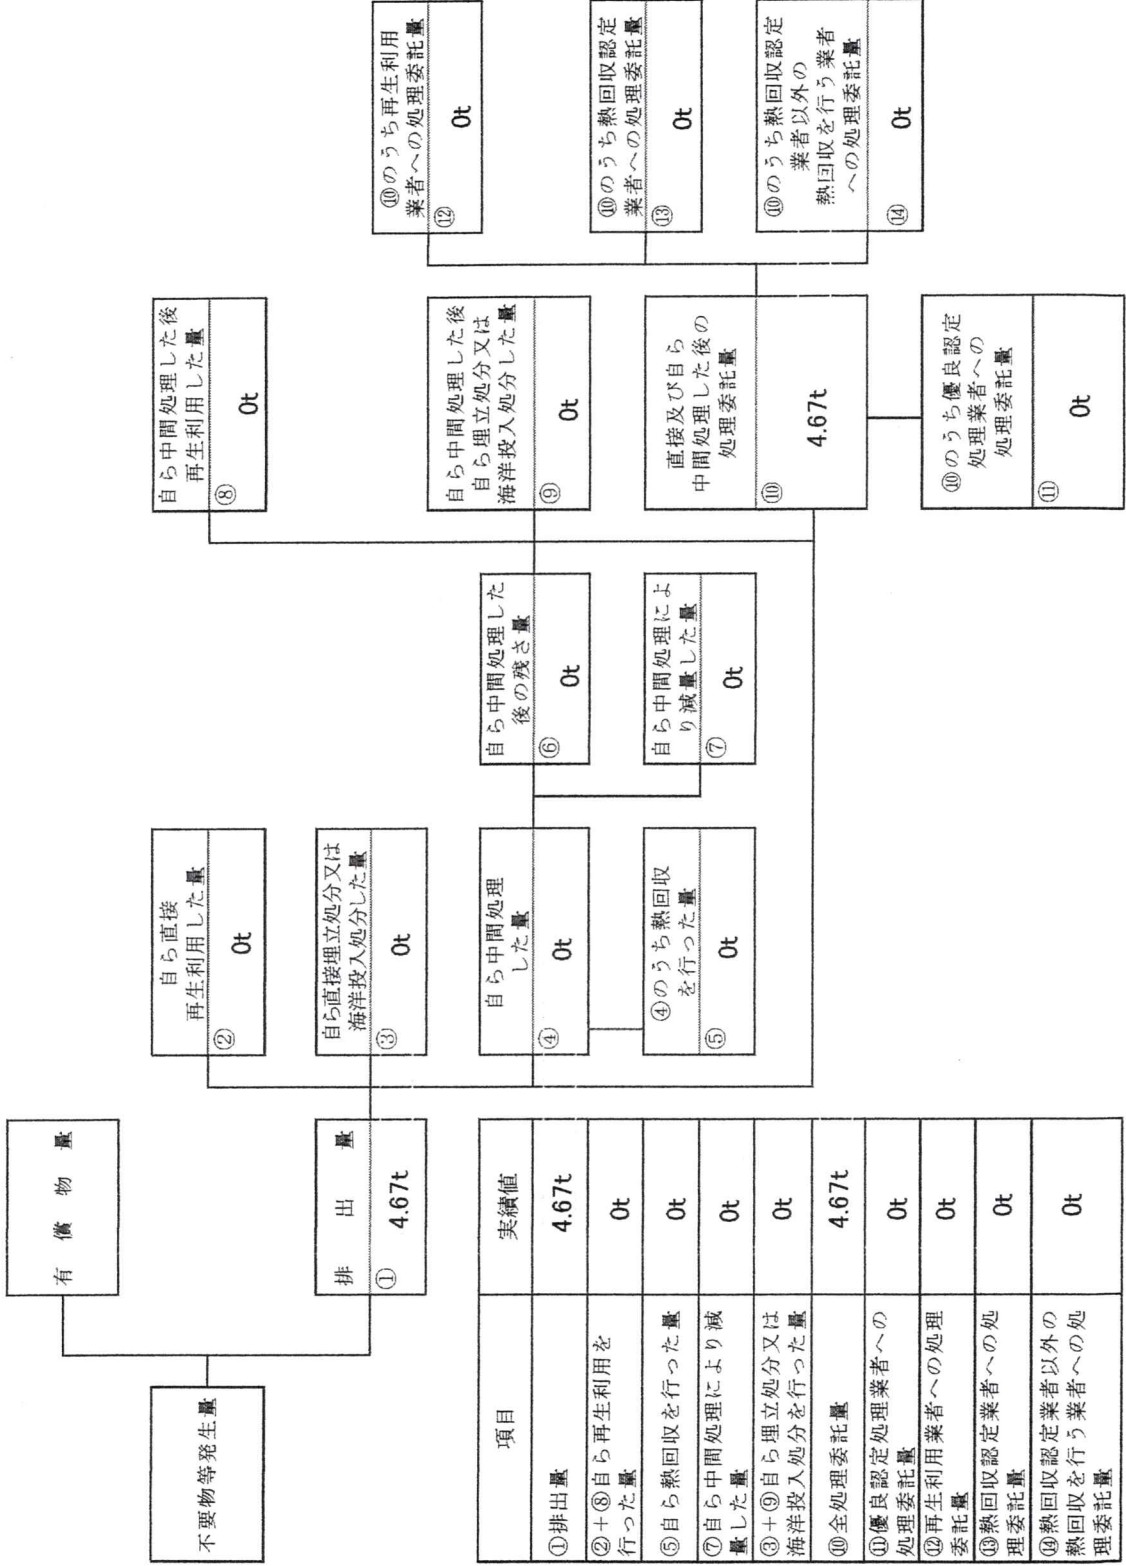 不要物等発生量
有償物量
排出量
①
4.67t
自ら直接
再生利用した量
②
0t
自ら直接埋立処分又は
海洋投入処分した量
③
0t
自ら中間処理
した量
④
0t
④のうち熱回収
を行った量
⑤
0t
自ら中間処理した
後の残さ量
⑥
0t
自ら中間処理によ
り減量した量
⑦
0t
自ら中間処理した後
再生利用した量
⑧
0t
自ら中間処理した後
自ら埋立処分又は
海洋投入処分した量
⑨
0t
直接及び自ら
中間処理した後の
処理委託量
⑩
4.67t
⑩のうち優良認定
処理業者への
処理委託量
⑪
0t
⑩のうち再生利用
業者への処理委託量
⑫
0t
⑩のうち熱回収認定
業者への処理委託量
⑬
0t
⑩のうち熱回収認定
業者以外の
熱回収を行う業者
への処理委託量
⑭
0t
項目 実績値
①排出量 4.67t
②+⑧自ら再生利用を
行った量 0t
⑤自ら熱回収を行った量 0t
⑦自ら中間処理により減
量した量 0t
③+⑨自ら埋立処分又は
海洋投入処分を行った量 0t
⑩全処理委託量 4.67t
⑪優良認定処理業者への
処理委託量 0t
⑫再生利用業者への処理
委託量 0t
⑬熱回収認定業者への処
理委託量 0t
⑭熱回収認定業者以外の
熱回収を行う業者への処
理委託量 0t